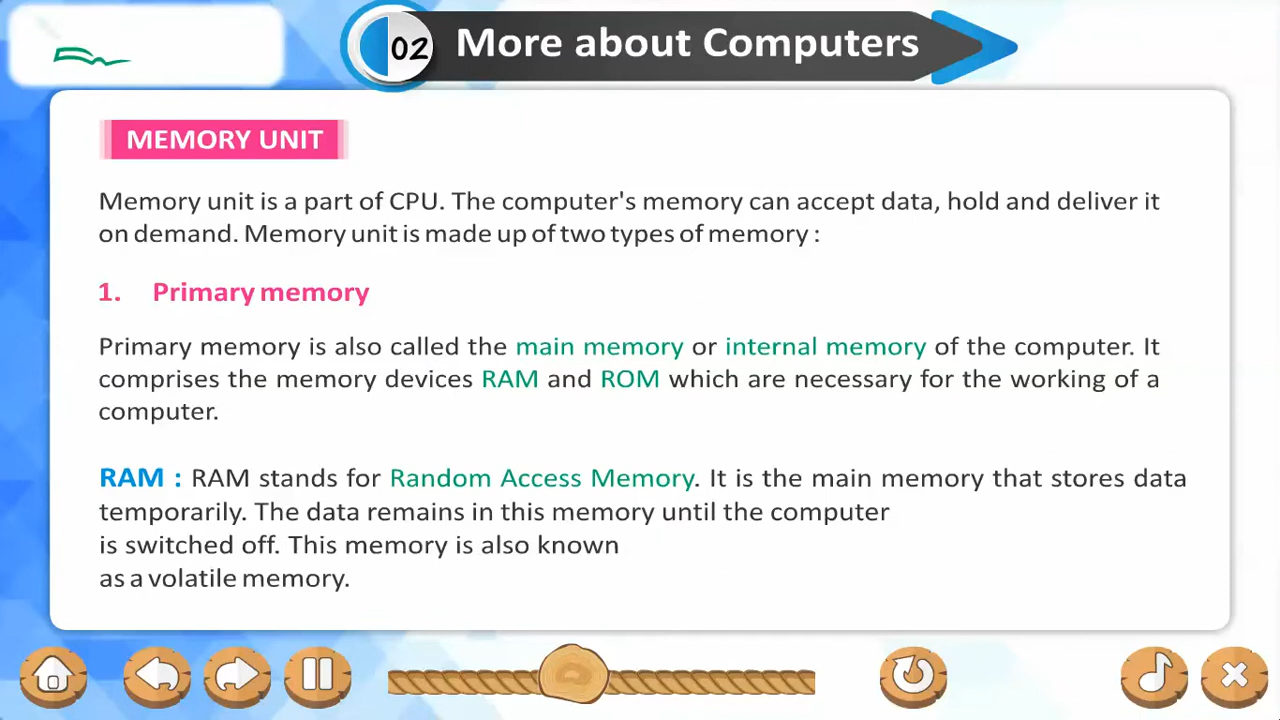 02 More about Computers
MEMORY UNIT
Memory unit is a part of CPU. The computer's memory can accept data, hold and deliver it
on demand. Memory unit is made up of two types of memory :
1. Primary memory
Primary memory is also called the main memory or internal memory of the computer. It
comprises the memory devices RAM and ROM which are necessary for the working of a
computer.
RAM : RAM stands for Random Access Memory. It is the main memory that stores data
temporarily. The data remains in this memory until the computer
is switched off. This memory is also known
as a volatile memory.